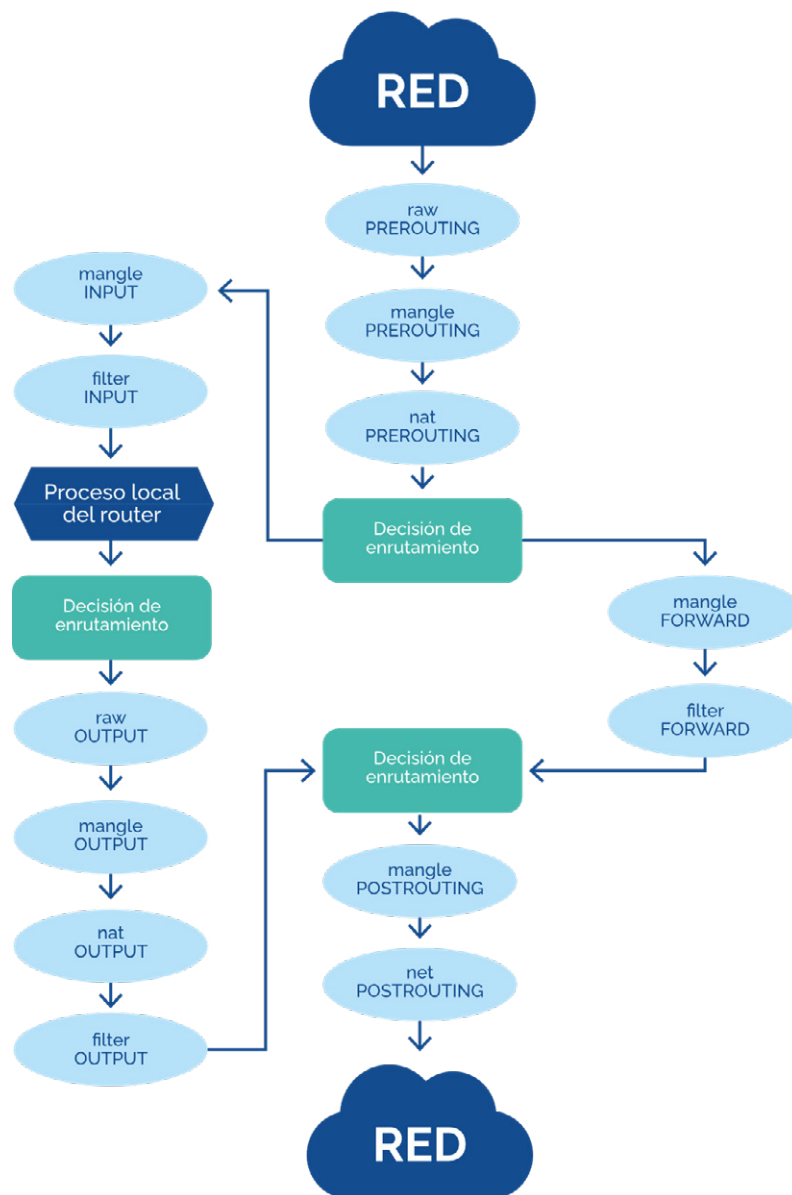 RED
raw
PREROUTING
mangle
PREROUTING
nat
PREROUTING
Decisión de
enrutamiento
mangle
INPUT
filter
INPUT
Proceso local
del router
Decisión de
enrutamiento
raw
OUTPUT
mangle
OUTPUT
nat
OUTPUT
filter
OUTPUT
mangle
FORWARD
filter
FORWARD
Decisión de
enrutamiento
mangle
POSTROUTING
net
POSTROUTING
RED